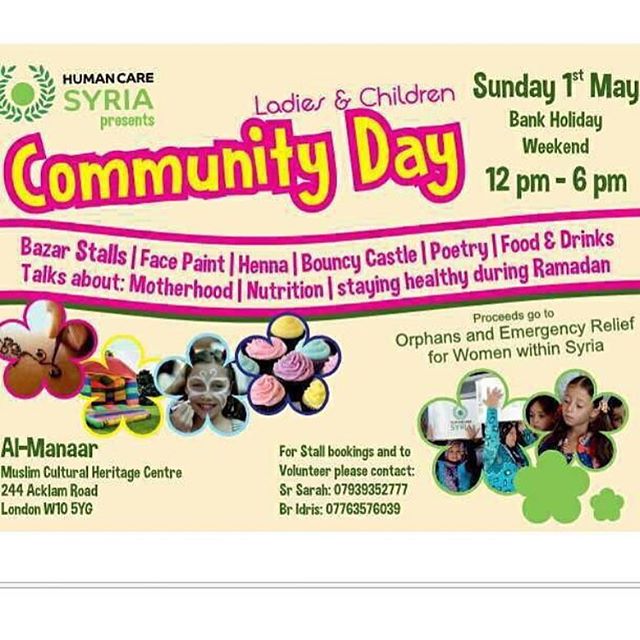 HUMAN CARE
SYRIA
presents
Ladies & Children
Community Day
Sunday 1st May
Bank Holiday
Weekend
12 pm - 6 pm
Bazar Stalls | Face Paint | Henna | Bouncy Castle | Poetry | Food & Drinks
Talks about: Motherhood | Nutrition | staying healthy during Ramadan
Proceeds go to
Orphans and Emergency Relief
for Women within Syria
Al-Manaar
Muslim Cultural Heritage Centre
244 Acklam Road
London W10 5YG
For Stall bookings and to
Volunteer please contact:
Sr Sarah: 07939352777
Br Idris: 07763576039